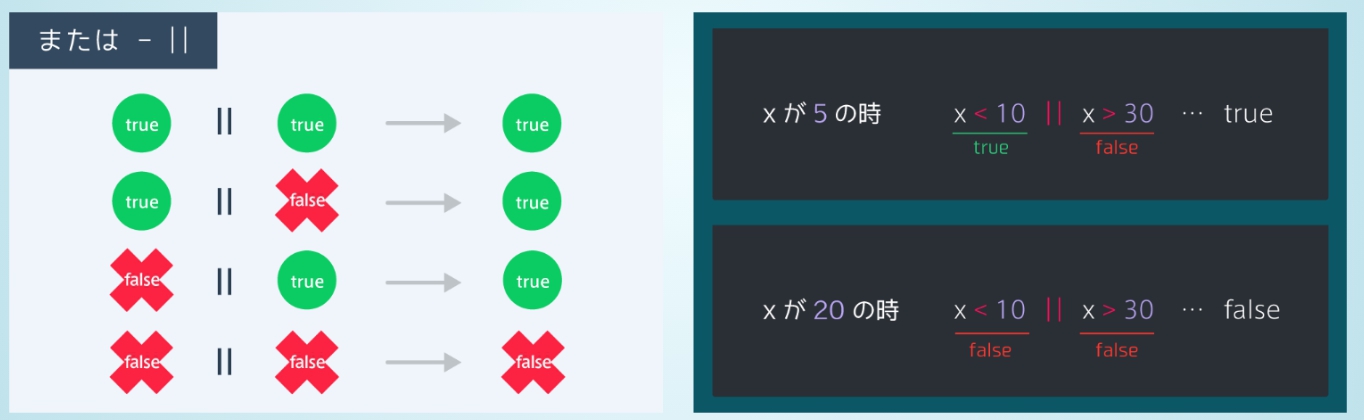 または - ||
true || true true
true || false true
false || true true
false || false false
x が 5 の時 x < 10 || x > 30 … true
true false
x が 20 の時 x < 10 || x > 30 … false
false false